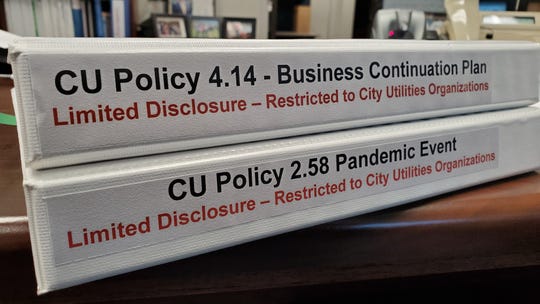 CU Policy 4.14 - Business Continuation Plan
Limited Disclosure – Restricted to City Utilities Organizations
CU Policy 2.58 Pandemic Event
Limited Disclosure – Restricted to City Utilities Organizations